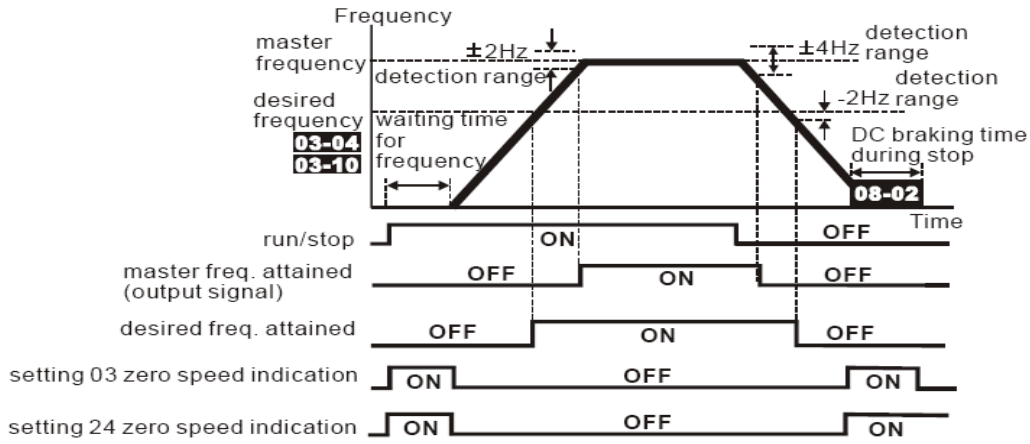 Frequency
master
frequency
±2Hz
detection range
±4Hz
detection
range
detection
range
-2Hz
desired
frequency
03-04
03-10
waiting time
for
frequency
DC braking time
during stop
08-02
Time
run/stop
ON
OFF
master freq. attained
(output signal)
OFF
ON
OFF
desired freq. attained
OFF
ON
OFF
setting 03 zero speed indication
ON
OFF
ON
setting 24 zero speed indication
ON
OFF
ON